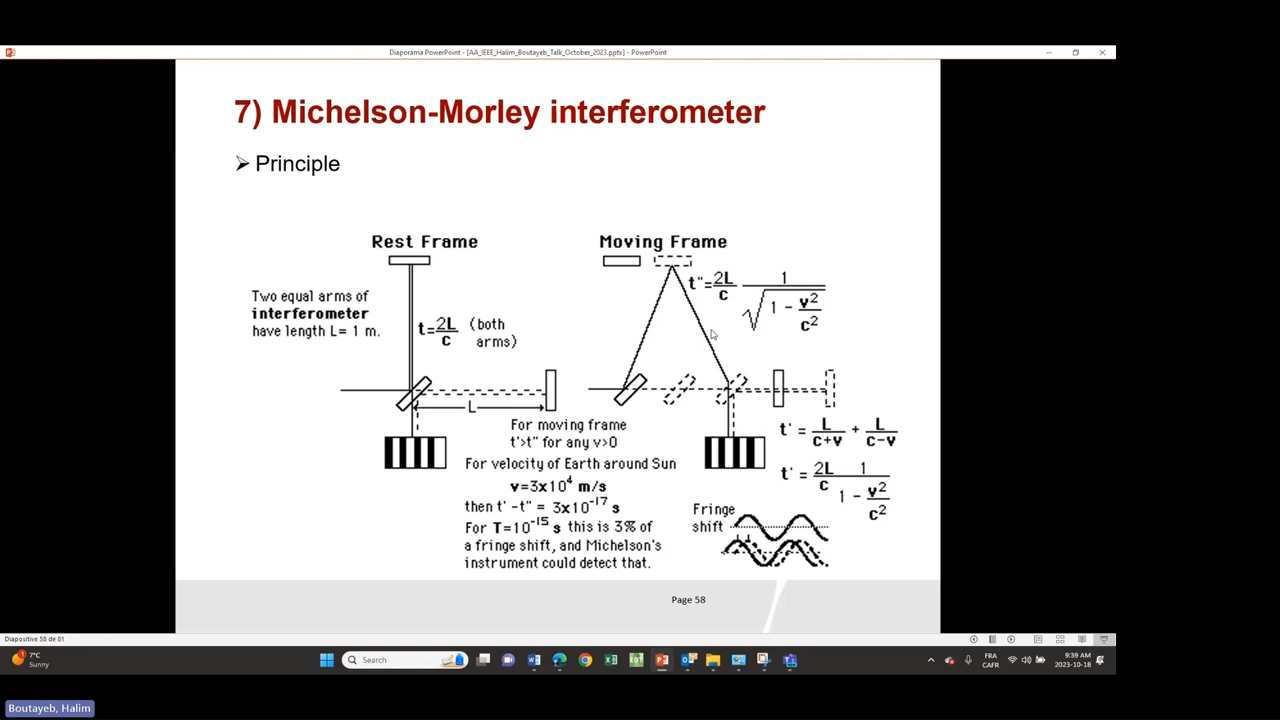 Diaporama PowerPoint - [AA_IEEE_Halim_Boutayeb_Talk_October_2023.pptx] - PowerPoint
7) Michelson-Morley interferometer
➢ Principle
Rest Frame
Two equal arms of
interferometer
have length L= 1 m.
t=2L/c (both
arms)
L
Moving Frame
t"=2L/c 1/√(1 - v²/c²)
For moving frame
t'>t" for any v>0
For velocity of Earth around Sun
v=3x10⁴ m/s
then t' -t" = 3x10⁻¹⁷ s
For T=10⁻¹⁵ s this is 3% of
a fringe shift, and Michelson's
instrument could detect that.
t' = L/c+v + L/c-v
t' = 2L/c 1/1 - v²/c²
Fringe
shift
Page 58
Diapositive 58 de 81
7°C
Sunny
Search
FRA
CAFR
9:39 AM
2023-10-18
Boutayeb, Halim